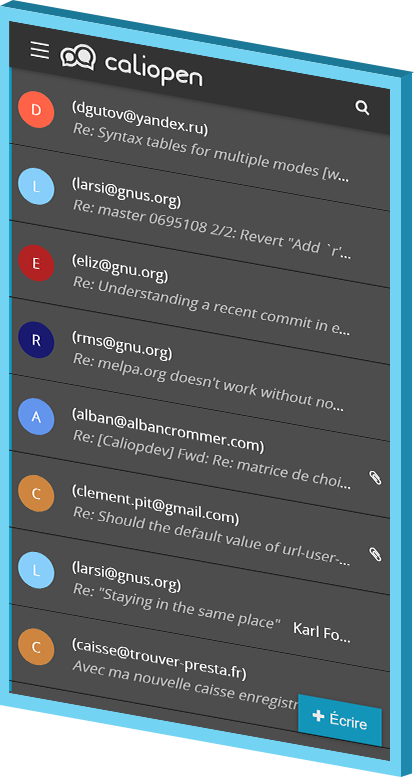 caliopen
D
(dgutov@yandex.ru)
Re: Syntax tables for multiple modes [w...
L
(larsi@gnus.org)
Re: master 0695108 2/2: Revert "Add `r'...
E
(eliz@gnu.org)
Re: Understanding a recent commit in e...
R
(rms@gnu.org)
Re: melpa.org doesn't work without no...
A
(alban@albancrommer.com)
Re: [Caliopdev] Fwd: Re: matrice de choi...
C
(clement.pit@gmail.com)
Re: Should the default value of url-user-...
L
(larsi@gnus.org)
Re: "Staying in the same place" Karl Fo...
C
(caisse@trouver-presta.fr)
Avec ma nouvelle caisse enregistr
+ Écrire